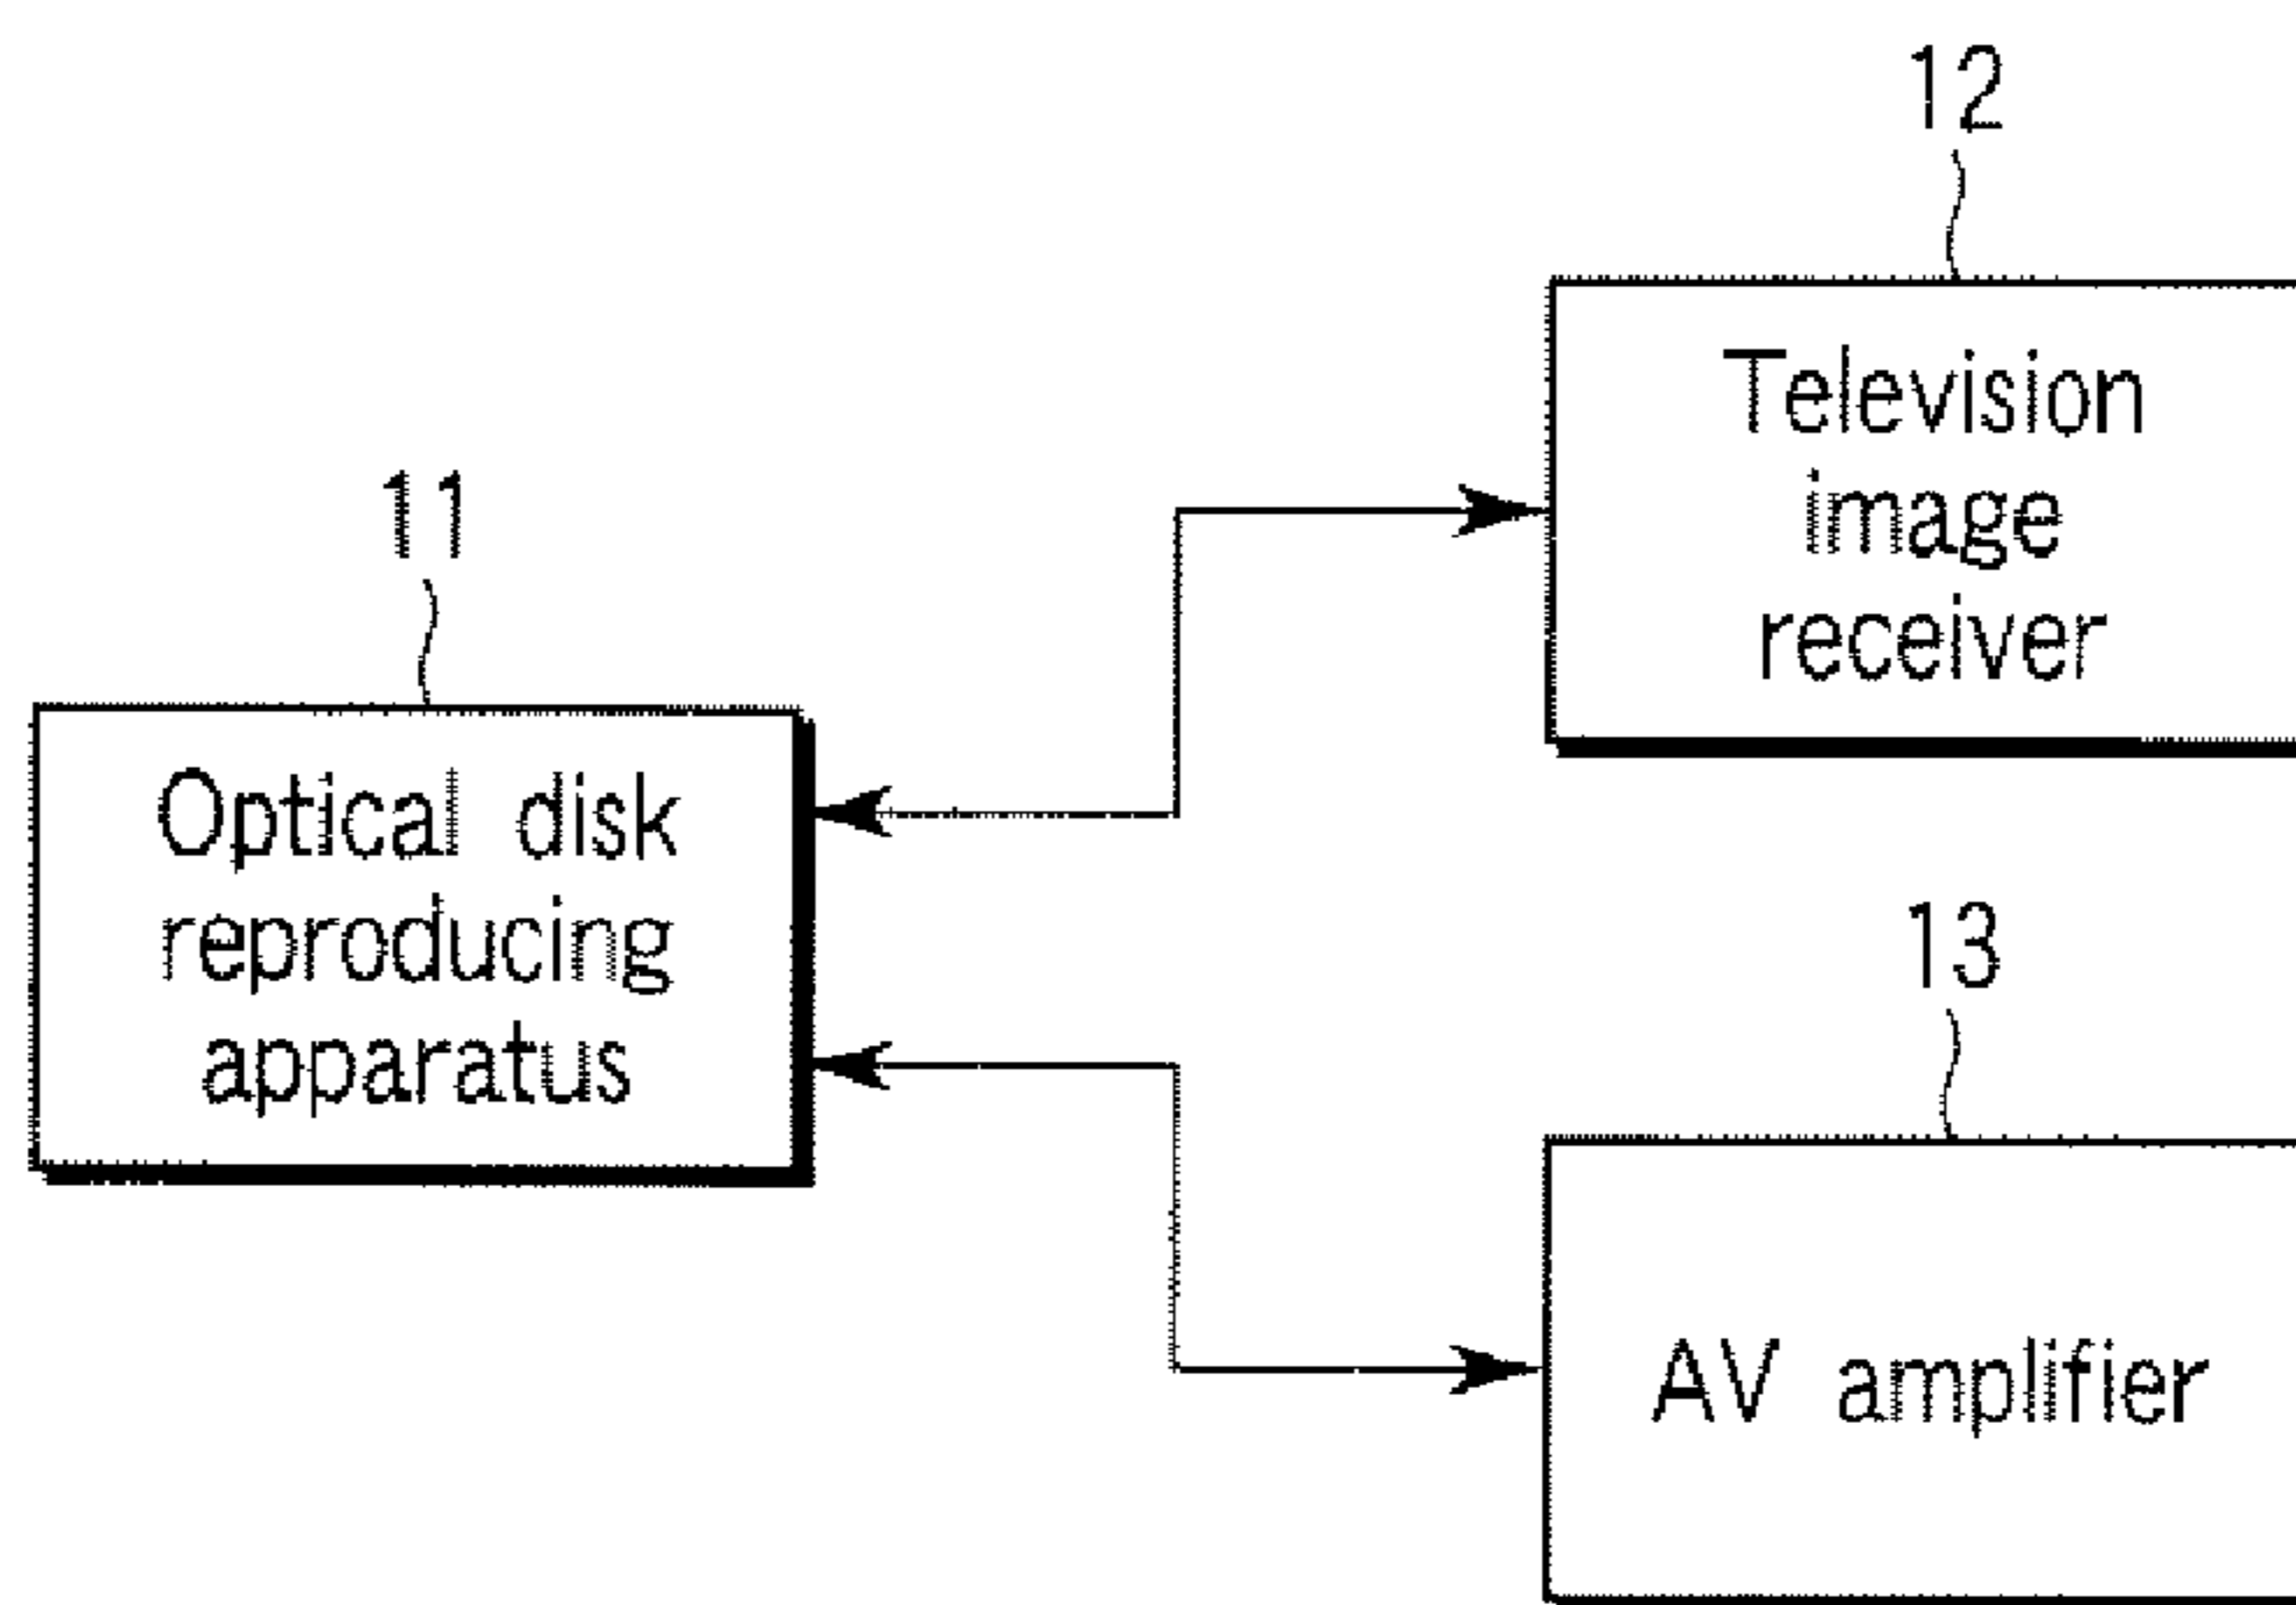 12
Television
image
receiver
11
Optical disk
reproducing
apparatus
13
AV amplifier